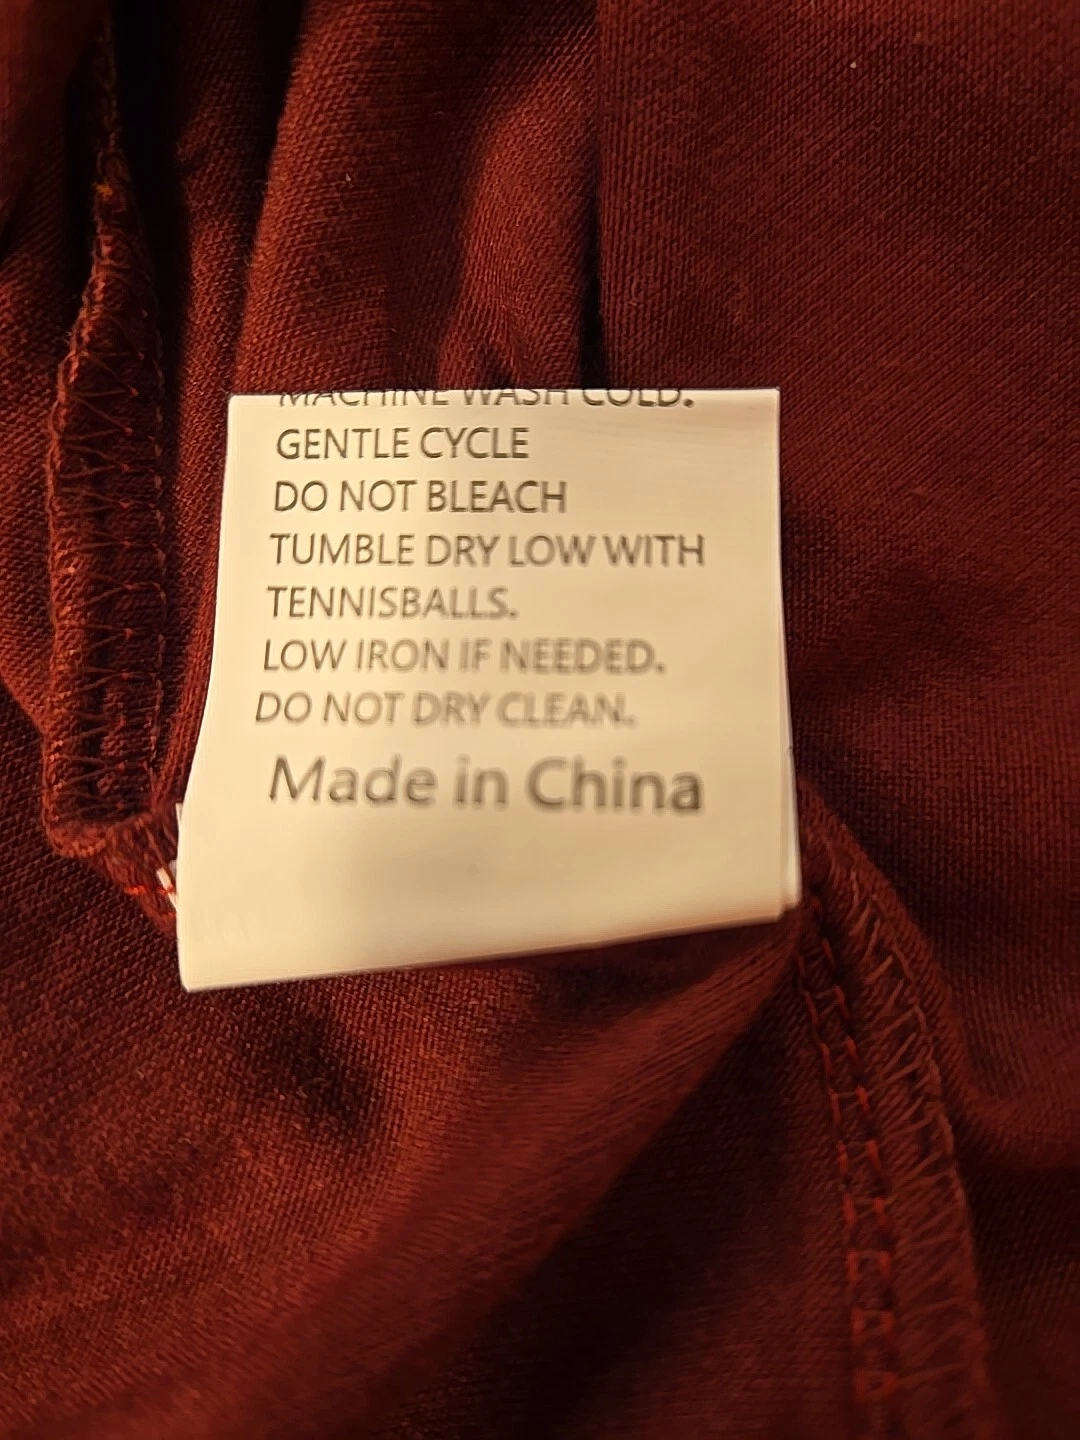 MACHINE WASH COLD.
GENTLE CYCLE
DO NOT BLEACH
TUMBLE DRY LOW WITH
TENNISBALLS.
LOW IRON IF NEEDED.
DO NOT DRY CLEAN.
Made in China